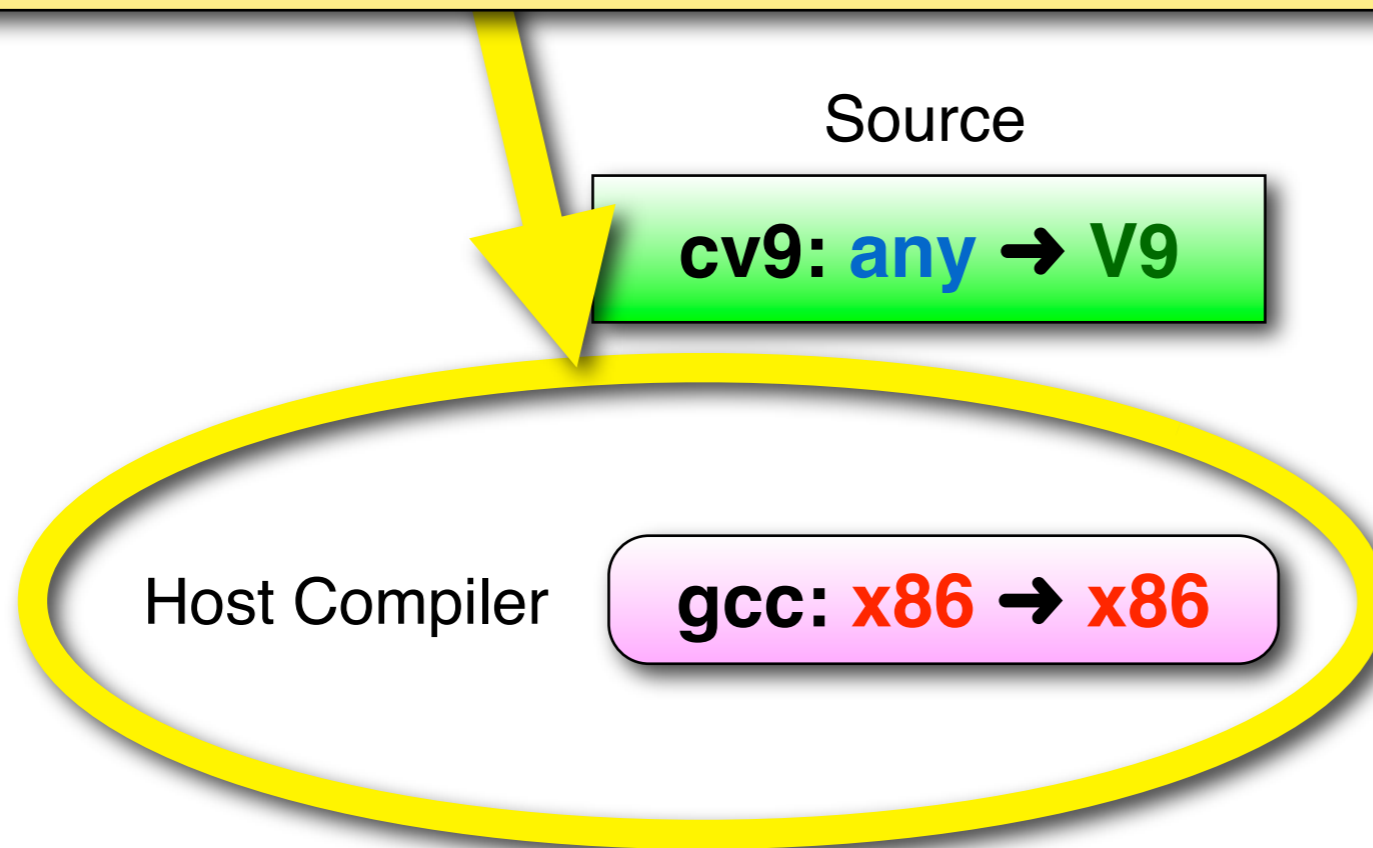 Source
cv9: any ➜ V9
Host Compiler
gcc: x86 ➜ x86